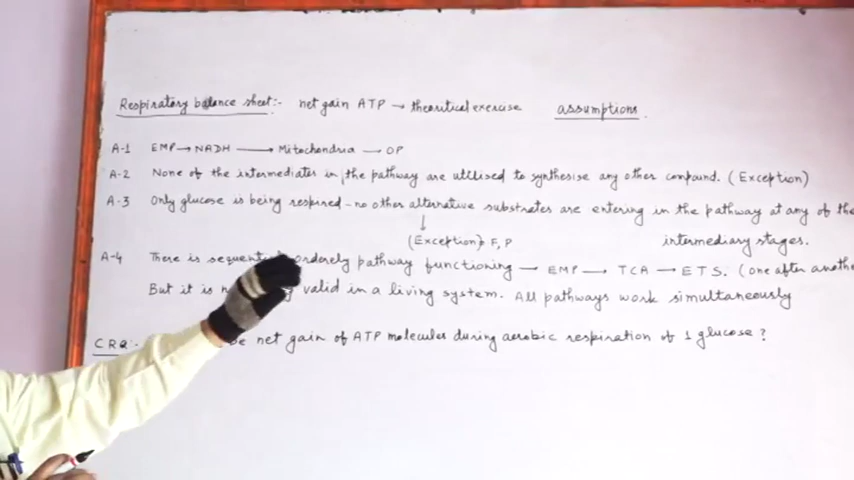 Respiratory balance sheet:- net gain ATP → theoritical exercise assumptions.
A-1 EMP → NADH → Mitochondria → OP
A-2 None of the intermediates in the pathway are utilised to synthesise any other compound. (Exception)
A-3 Only glucose is being respired - no other alternative substrates are entering in the pathway at any of the
↓
(Exception) F, P intermediary stages.
A-4 There is orderely pathway functioning → EMP → TCA → ETS. (one after
But it is valid in a living system. All pathways work simultaneously
CRQ net gain of ATP molecules during aerobic respiration of 1 glucose?